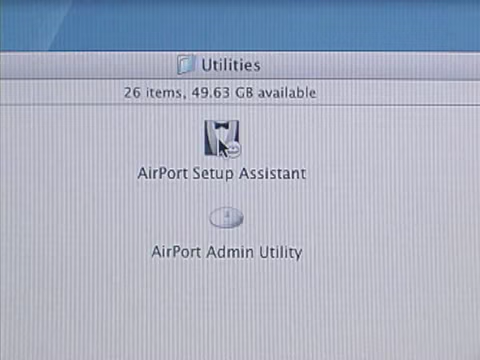 Utilities
26 items, 49.63 GB available
AirPort Setup Assistant
AirPort Admin Utility